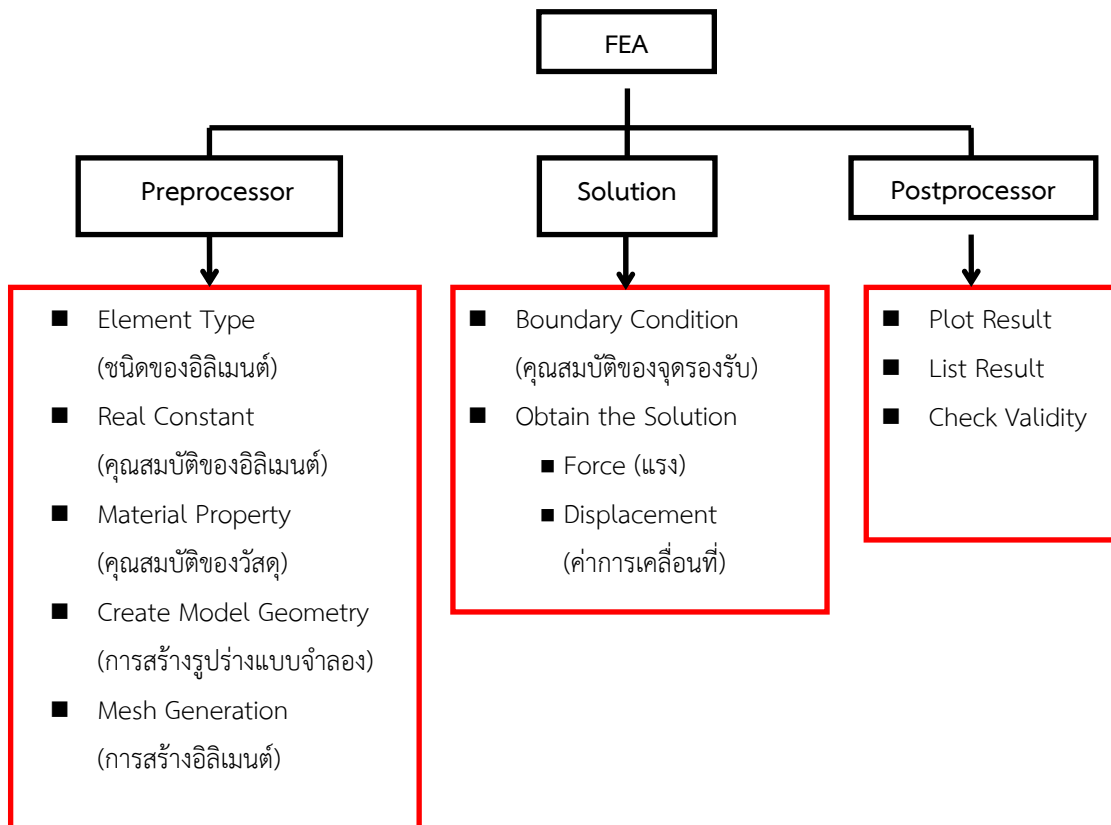 FEA
Preprocessor
Solution
Postprocessor
■ Element Type
(ชนิดของอิลิเมนต์)
■ Real Constant
(คุณสมบัติของอิลิเมนต์)
■ Material Property
(คุณสมบัติของวัสดุ)
■ Create Model Geometry
(การสร้างรูปร่างแบบจำลอง)
■ Mesh Generation
(การสร้างอิลิเมนต์)
■ Boundary Condition
(คุณสมบัติของจุดรองรับ)
■ Obtain the Solution
■ Force (แรง)
■ Displacement
(ค่าการเคลื่อนที่)
■ Plot Result
■ List Result
■ Check Validity